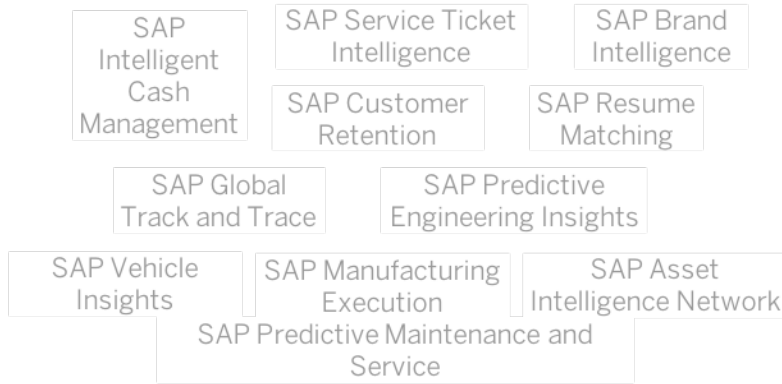 SAP
Intelligent
Cash
Management
SAP Service Ticket
Intelligence
SAP Brand
Intelligence
SAP Customer
Retention
SAP Resume
Matching
SAP Global
Track and Trace
SAP Predictive
Engineering Insights
SAP Vehicle
Insights
SAP Manufacturing
Execution
SAP Asset
Intelligence Network
SAP Predictive Maintenance and
Service